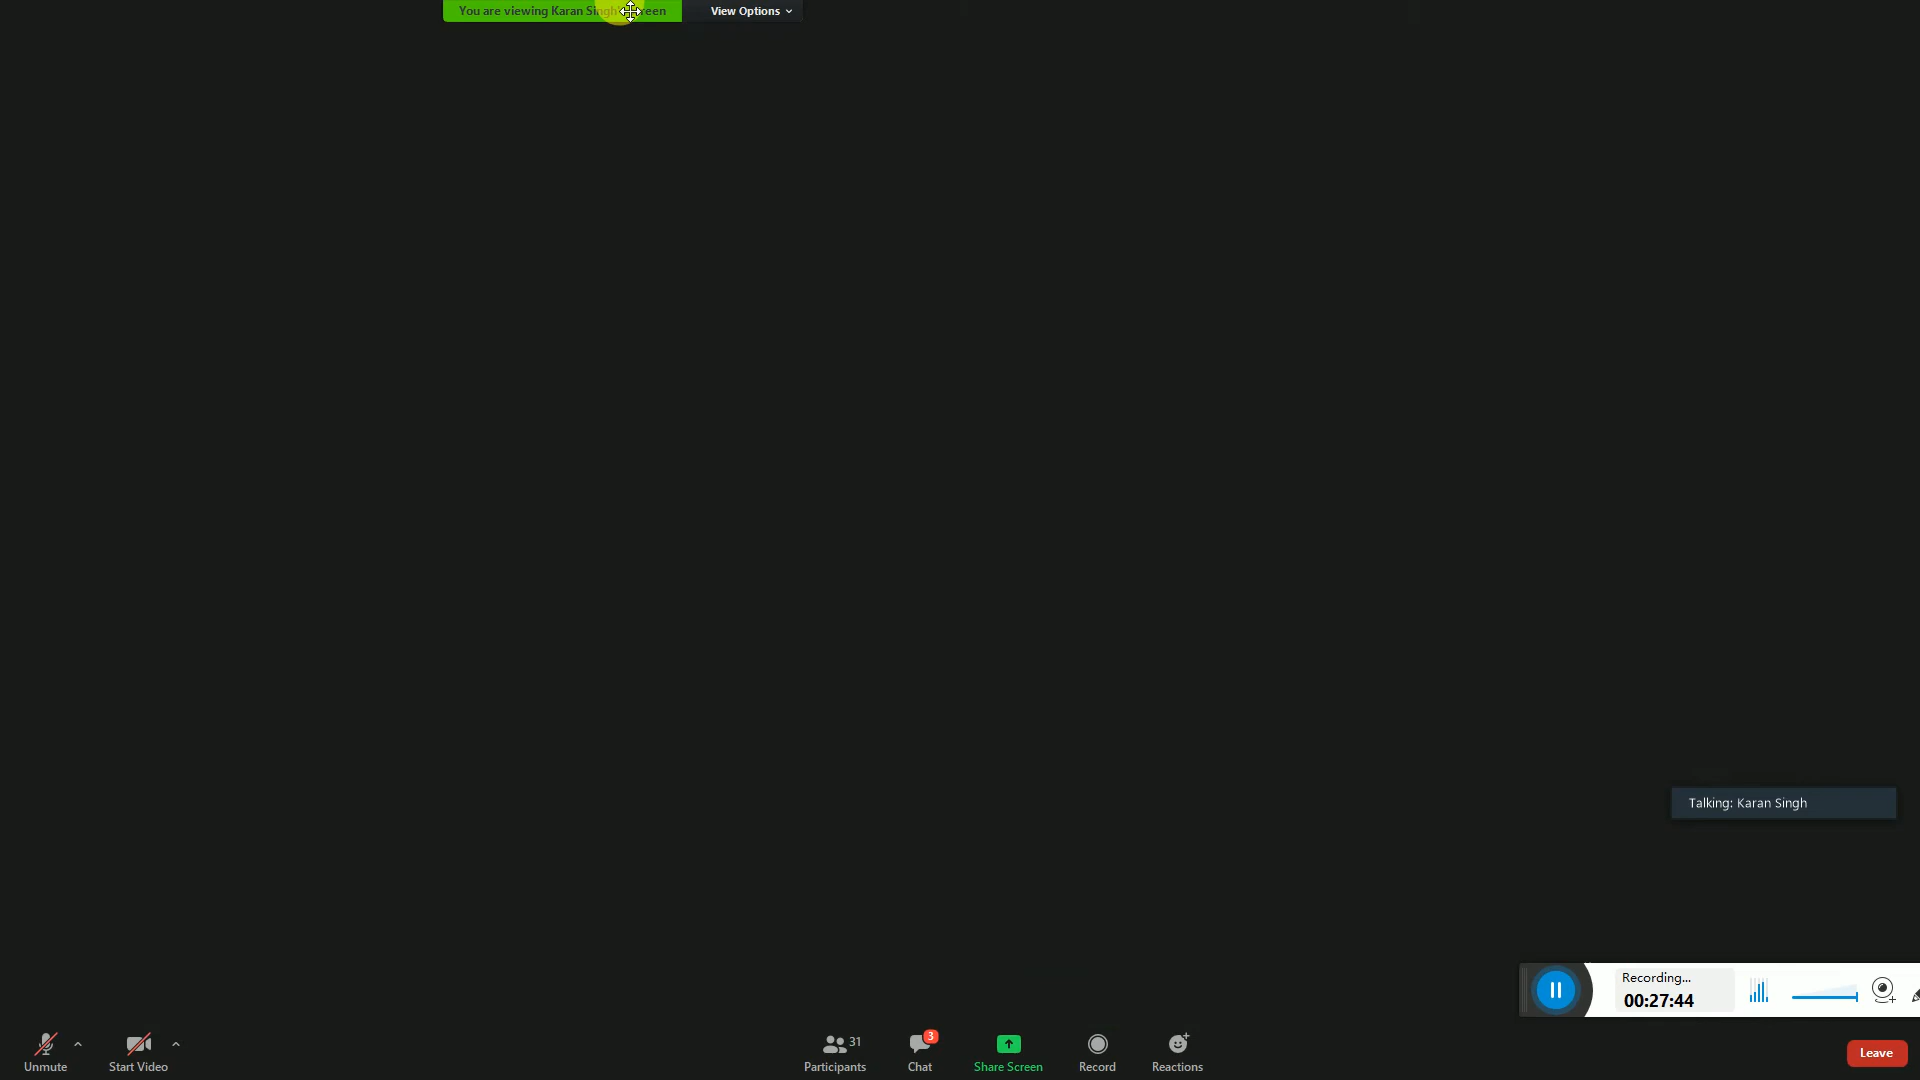 You are viewing Karan Singh's screen View Options
Talking: Karan Singh
Recording...
00:27:44
Unmute Start Video 31 Participants 3 Chat Share Screen Record Reactions Leave